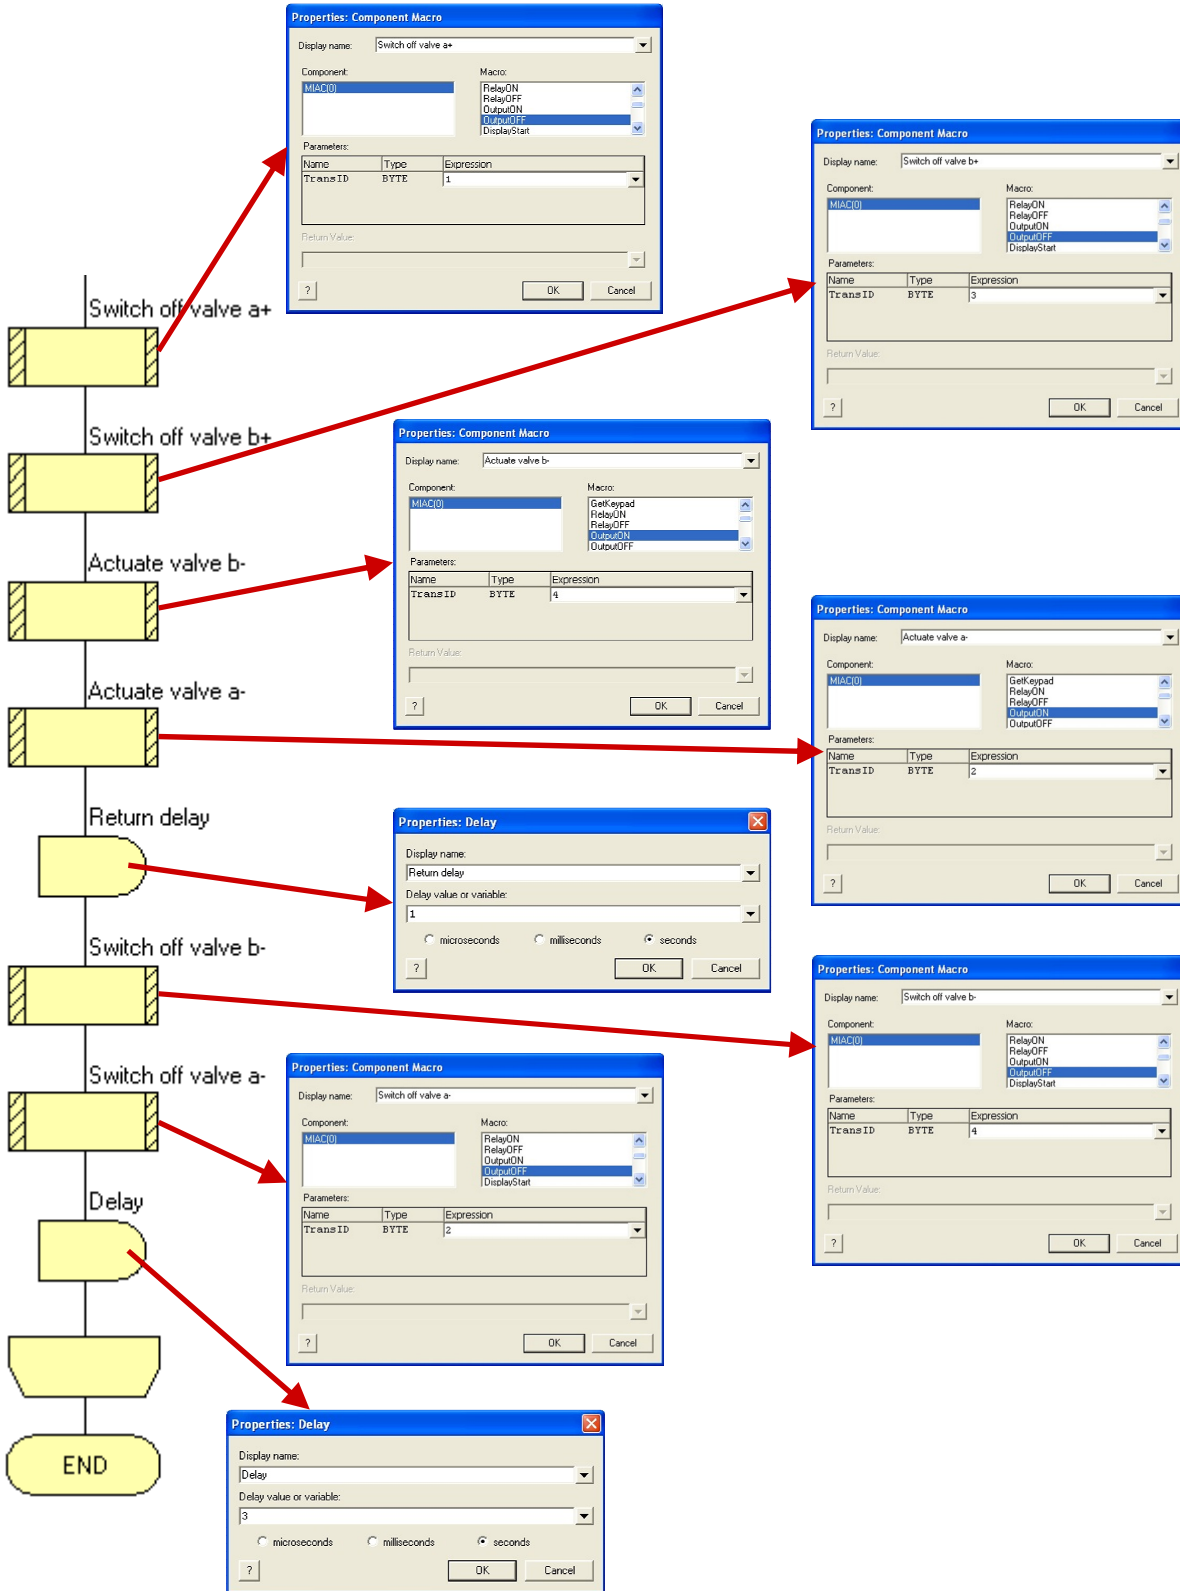 Properties: Component Macro
Display name: Switch off valve a+
Component: Macro:
MIAC(0)
RelayON
RelayOFF
OutputON
OutputOFF
DisplayStart
Parameters:
Name Type Expression
TransID BYTE 1
Return Value:
? OK Cancel
Properties: Component Macro
Display name: Switch off valve b+
Component: Macro:
MIAC(0)
RelayON
RelayOFF
OutputON
OutputOFF
DisplayStart
Parameters:
Name Type Expression
TransID BYTE 3
Return Value:
? OK Cancel
Switch off valve a+
Switch off valve b+
Properties: Component Macro
Display name: Actuate valve b-
Component: Macro:
MIAC(0)
GetKeypad
RelayON
RelayOFF
OutputON
OutputOFF
Parameters:
Name Type Expression
TransID BYTE 4
Return Value:
? OK Cancel
Actuate valve b-
Properties: Component Macro
Display name: Actuate valve a-
Component: Macro:
MIAC(0)
GetKeypad
RelayON
RelayOFF
OutputON
OutputOFF
Parameters:
Name Type Expression
TransID BYTE 2
Return Value:
? OK Cancel
Actuate valve a-
Return delay
Properties: Delay
Display name:
Return delay
Delay value or variable:
1
microseconds milliseconds seconds
? OK Cancel
Switch off valve b-
Properties: Component Macro
Display name: Switch off valve b-
Component: Macro:
MIAC(0)
RelayON
RelayOFF
OutputON
OutputOFF
DisplayStart
Parameters:
Name Type Expression
TransID BYTE 4
Return Value:
? OK Cancel
Switch off valve a-
Properties: Component Macro
Display name: Switch off valve a-
Component: Macro:
MIAC(0)
RelayON
RelayOFF
OutputON
OutputOFF
DisplayStart
Parameters:
Name Type Expression
TransID BYTE 2
Return Value:
? OK Cancel
Delay
END
Properties: Delay
Display name:
Delay
Delay value or variable:
3
microseconds milliseconds seconds
? OK Cancel